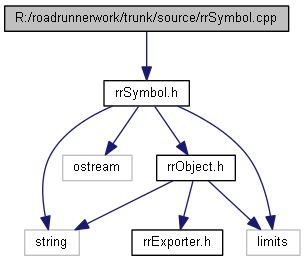 R:/roadrunnerwork/trunk/source/rrSymbol.cpp
rrSymbol.h
ostream
rrObject.h
string
rrExporter.h
limits